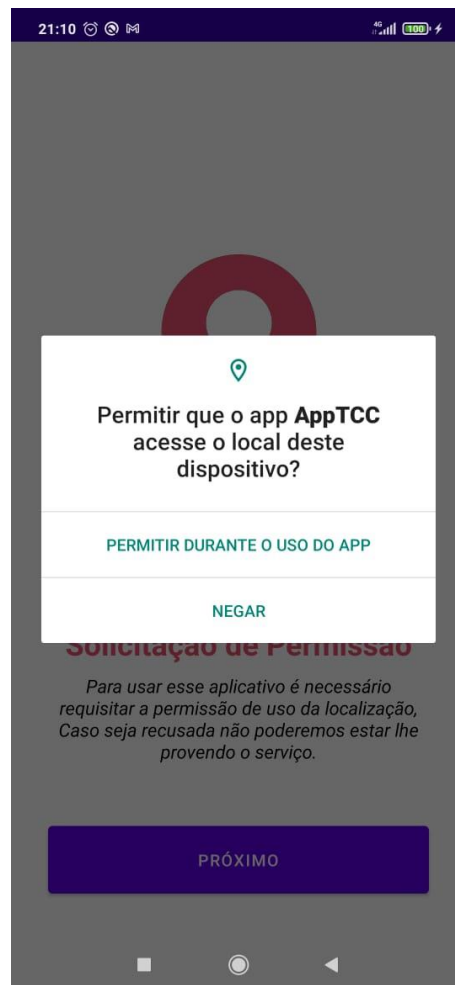 21:10
4G
100
Permitir que o app AppTCC
acesse o local deste
dispositivo?
PERMITIR DURANTE O USO DO APP
NEGAR
Solicitação de Permissão
Para usar esse aplicativo é necessário
requisitar a permissão de uso da localização,
Caso seja recusada não poderemos estar lhe
provendo o serviço.
PRÓXIMO